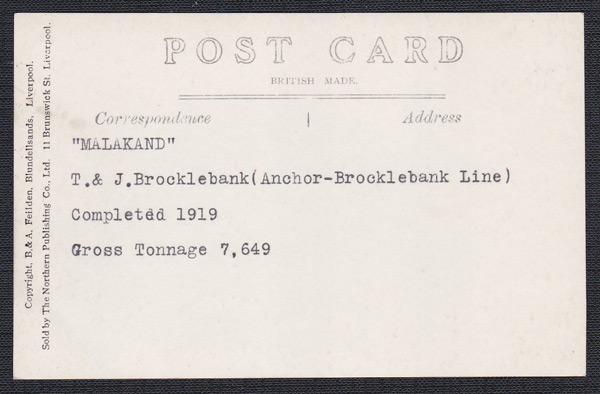 POST CARD
BRITISH MADE.
Correspondence | Address
"MALAKAND"
T.& J.Brocklebank(Anchor-Brocklebank Line)
Completed 1919
Gross Tonnage 7,649
Copyright, B.& A. Feilden, Blundellsands, Liverpool.
Sold by The Northern Publishing Co., Ltd. 11 Brunswick St. Liverpool.